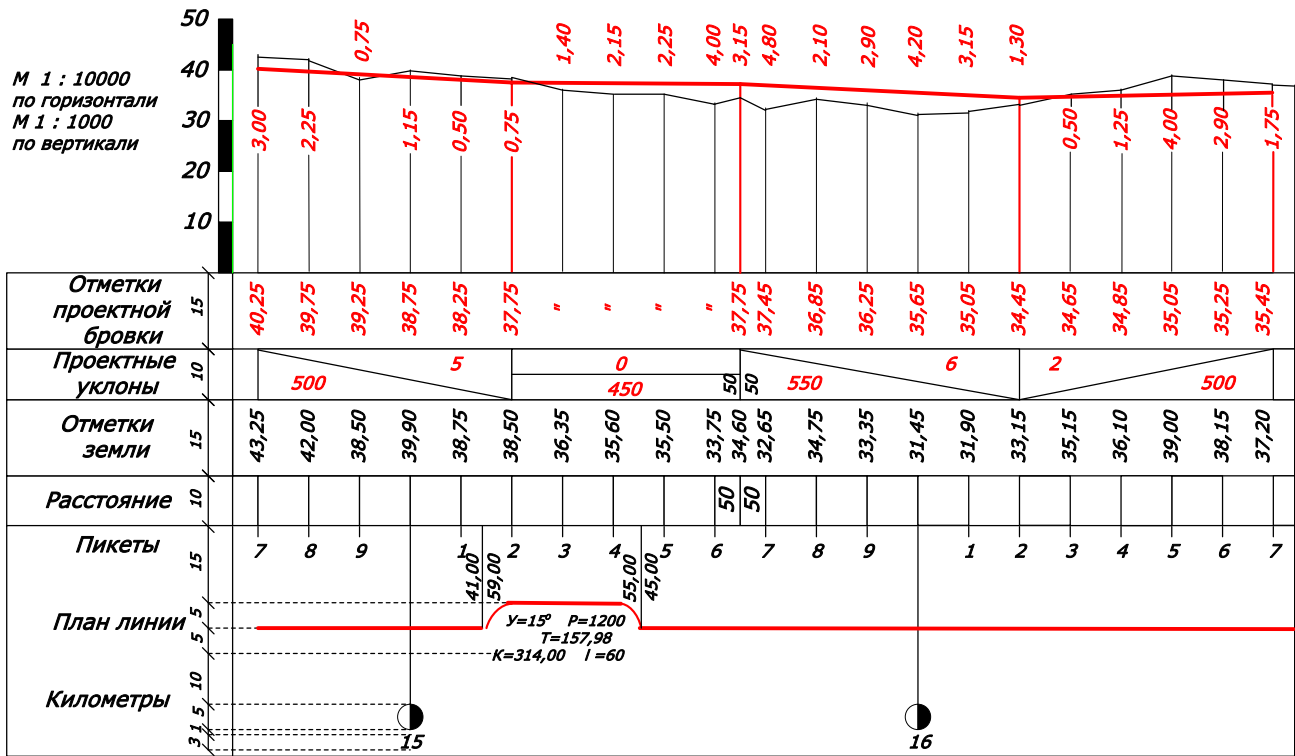 50
40
30
20
10
М 1 : 10000
по горизонтали
М 1 : 1000
по вертикали
0,75 1,40 2,15 2,25 4,00 3,15 4,80 2,10 2,90 4,20 3,15 1,30
3,00 2,25 1,15 0,50 0,75 0,50 1,25 4,00 2,90 1,75
Отметки
проектной
бровки
15
40,25 39,75 39,25 38,75 38,25 37,75 " " " " 37,75 37,45 36,85 36,25 35,65 35,05 34,45 34,65 34,85 35,05 35,25 35,45
Проектные
уклоны
10
5 0 6 2
500 450 50 50 550 500
Отметки
земли
15
43,25 42,00 38,50 39,90 38,75 38,50 36,35 35,60 35,50 33,75 34,60 32,65 34,75 33,35 31,45 31,90 33,15 35,15 36,10 39,00 38,15 37,20
Расстояние
10
50 50
Пикеты
15
7 8 9 1 2 3 4 5 6 7 8 9 1 2 3 4 5 6 7
41,00 59,00 55,00 45,00
План линии
5
5
У=15° Р=1200
Т=157,98
К=314,00 l =60
Километры
10
5
1
3
15 16